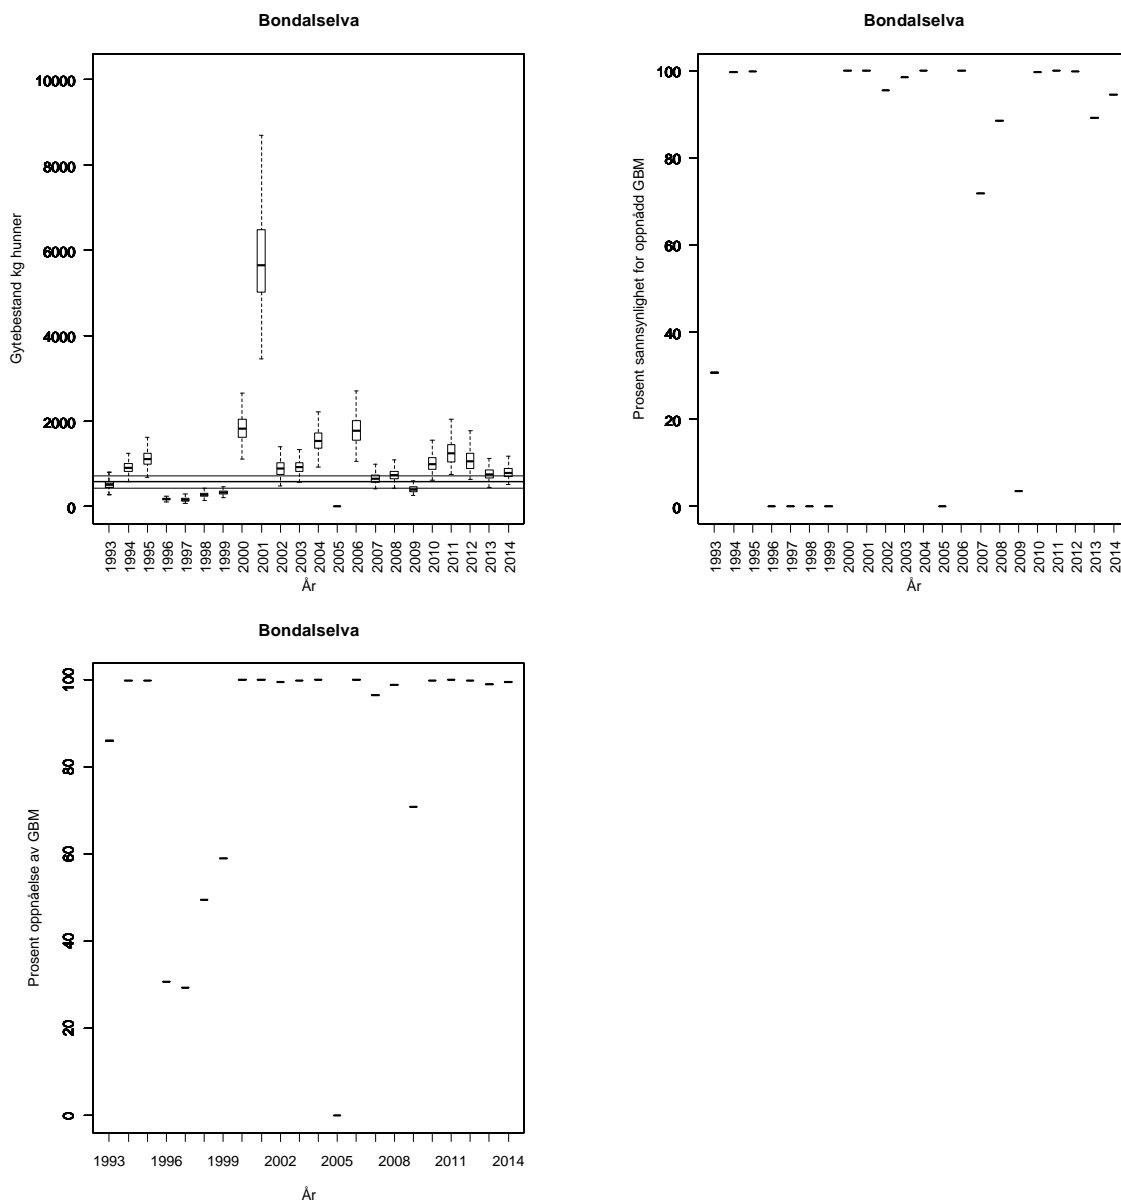 Bondalselva
Gytebestand kg hunner
10000
8000
6000
4000
2000
0
1993 1994 1995 1996 1997 1998 1999 2000 2001 2002 2003 2004 2005 2006 2007 2008 2009 2010 2011 2012 2013 2014
År
Bondalselva
Prosent sannsynlighet for oppnådd GBM
100
80
60
40
20
0
1993 1994 1995 1996 1997 1998 1999 2000 2001 2002 2003 2004 2005 2006 2007 2008 2009 2010 2011 2012 2013 2014
År
Bondalselva
Prosent oppnåelse av GBM
100
80
60
40
20
0
1993 1996 1999 2002 2005 2008 2011 2014
År